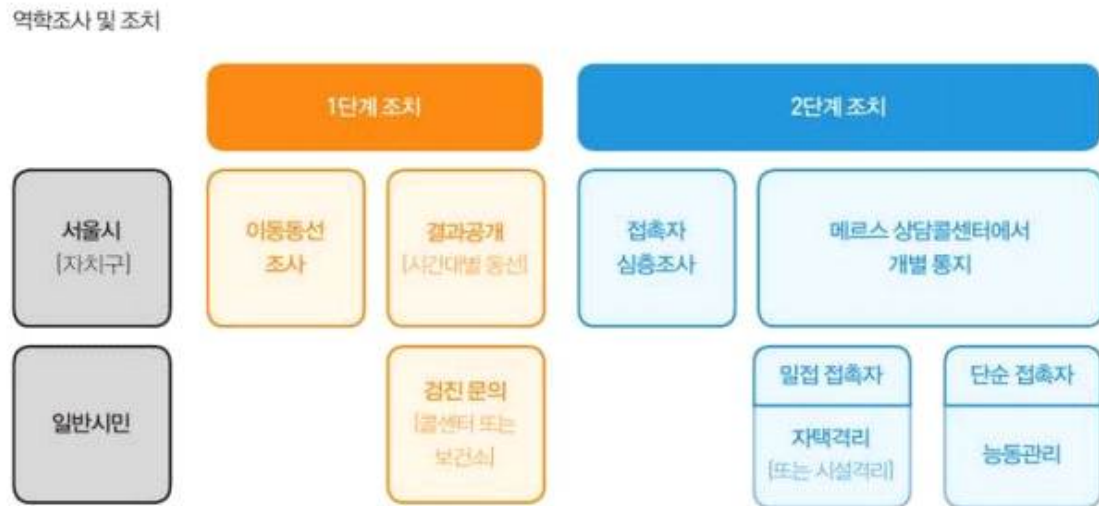 역학조사 및 조치
1단계 조치
2단계 조치
서울시
[자치구]
이동동선
조사
결과공개
[시간대별 동선]
접촉자
심층조사
메르스 상담콜센터에서
개별 통지
일반시민
검진 문의
[콜센터 또는
보건소]
밀접 접촉자
자택격리
[또는 시설격리]
단순 접촉자
능동관리